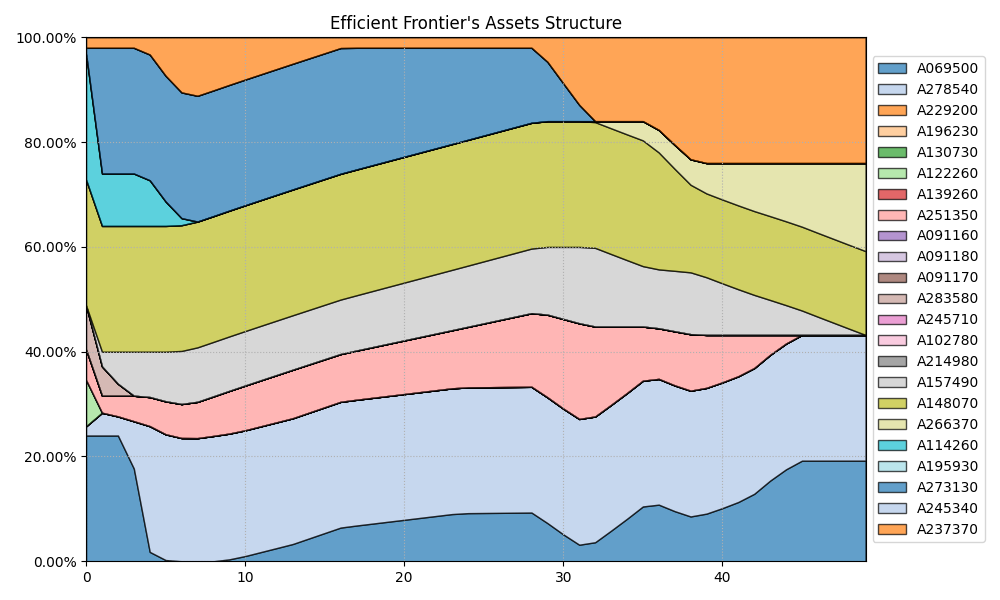 Efficient Frontier's Assets Structure
100.00%
80.00%
60.00%
40.00%
20.00%
0.00%
0
10
20
30
40
A069500
A278540
A229200
A196230
A130730
A122260
A139260
A251350
A091160
A091180
A091170
A283580
A245710
A102780
A214980
A157490
A148070
A266370
A114260
A195930
A273130
A245340
A237370